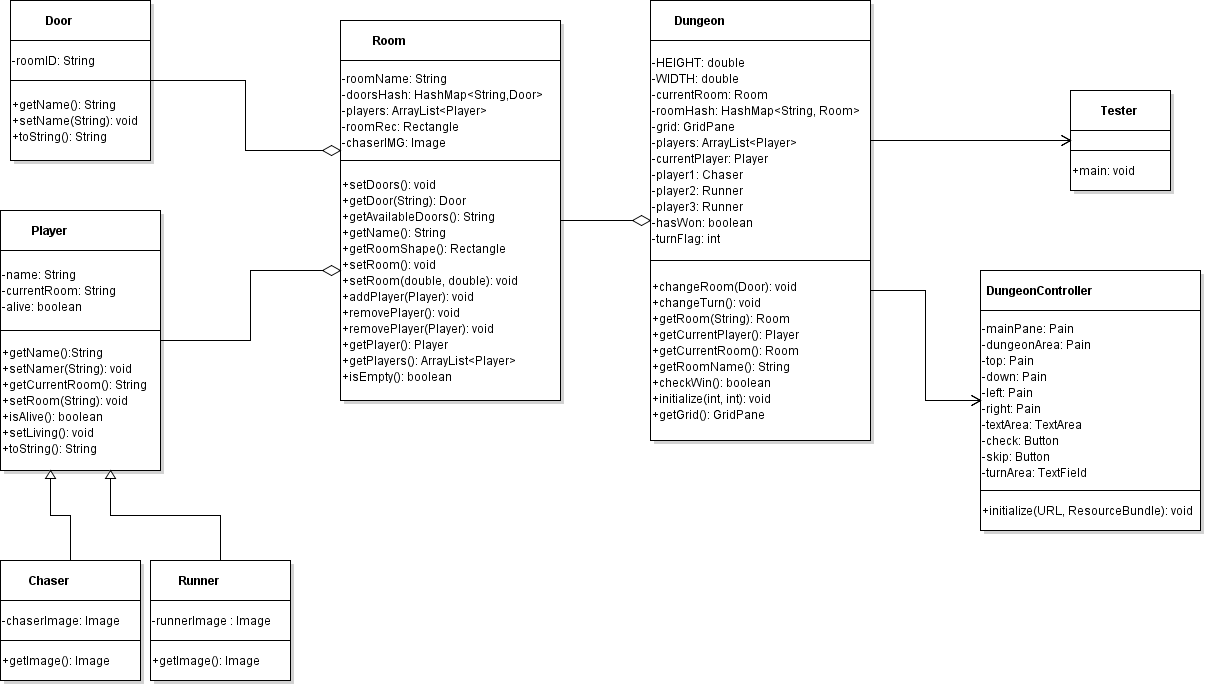 Door
-roomID: String
+getName(): String
+setName(String): void
+toString(): String
Player
-name: String
-currentRoom: String
-alive: boolean
+getName():String
+setNamer(String): void
+getCurrentRoom(): String
+setRoom(String): void
+isAlive(): boolean
+setLiving(): void
+toString(): String
Chaser
-chaserImage: Image
+getImage(): Image
Runner
-runnerImage : Image
+getImage(): Image
Room
-roomName: String
-doorsHash: HashMap<String,Door>
-players: ArrayList<Player>
-roomRec: Rectangle
-chaserIMG: Image
+setDoors(): void
+getDoor(String): Door
+getAvailableDoors(): String
+getName(): String
+getRoomShape(): Rectangle
+setRoom(): void
+setRoom(double, double): void
+addPlayer(Player): void
+removePlayer(): void
+removePlayer(Player): void
+getPlayer(): Player
+getPlayers(): ArrayList<Player>
+isEmpty(): boolean
Dungeon
-HEIGHT: double
-WIDTH: double
-currentRoom: Room
-roomHash: HashMap<String, Room>
-grid: GridPane
-players: ArrayList<Player>
-currentPlayer: Player
-player1: Chaser
-player2: Runner
-player3: Runner
-hasWon: boolean
-turnFlag: int
+changeRoom(Door): void
+changeTurn(): void
+getRoom(String): Room
+getCurrentPlayer(): Player
+getCurrentRoom(): Room
+getRoomName(): String
+checkWin(): boolean
+initialize(int, int): void
+getGrid(): GridPane
Tester
+main: void
DungeonController
-mainPane: Pain
-dungeonArea: Pain
-top: Pain
-down: Pain
-left: Pain
-right: Pain
-textArea: TextArea
-check: Button
-skip: Button
-turnArea: TextField
+initialize(URL, ResourceBundle): void